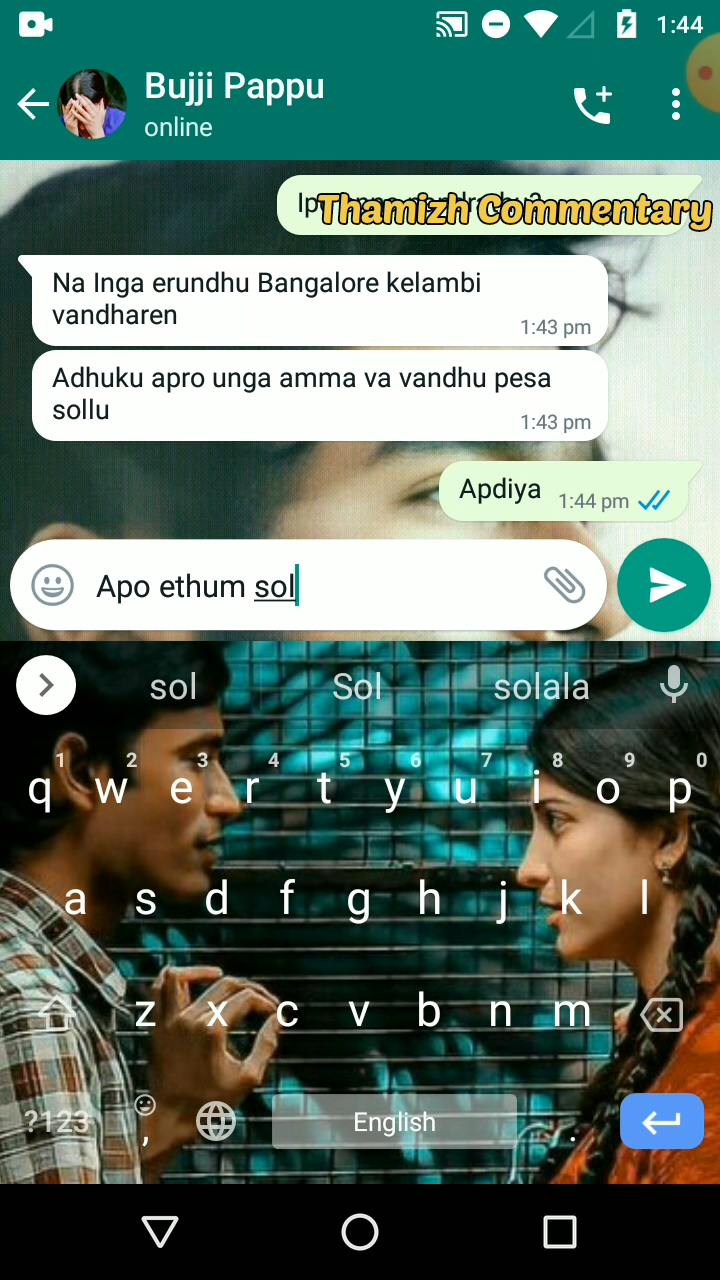 1:44
Bujji Pappu
online
Thamizh Commentary
Na Inga erundhu Bangalore kelambi
vandharen
1:43 pm
Adhuku apro unga amma va vandhu pesa
sollu
1:43 pm
Apdiya
1:44 pm
Apo ethum sol
sol Sol solala
1 2 3 4 5 6 7 8 9 0
q w e r t y u i o p
a s d f g h j k l
z x c v b n m
?123 , English .